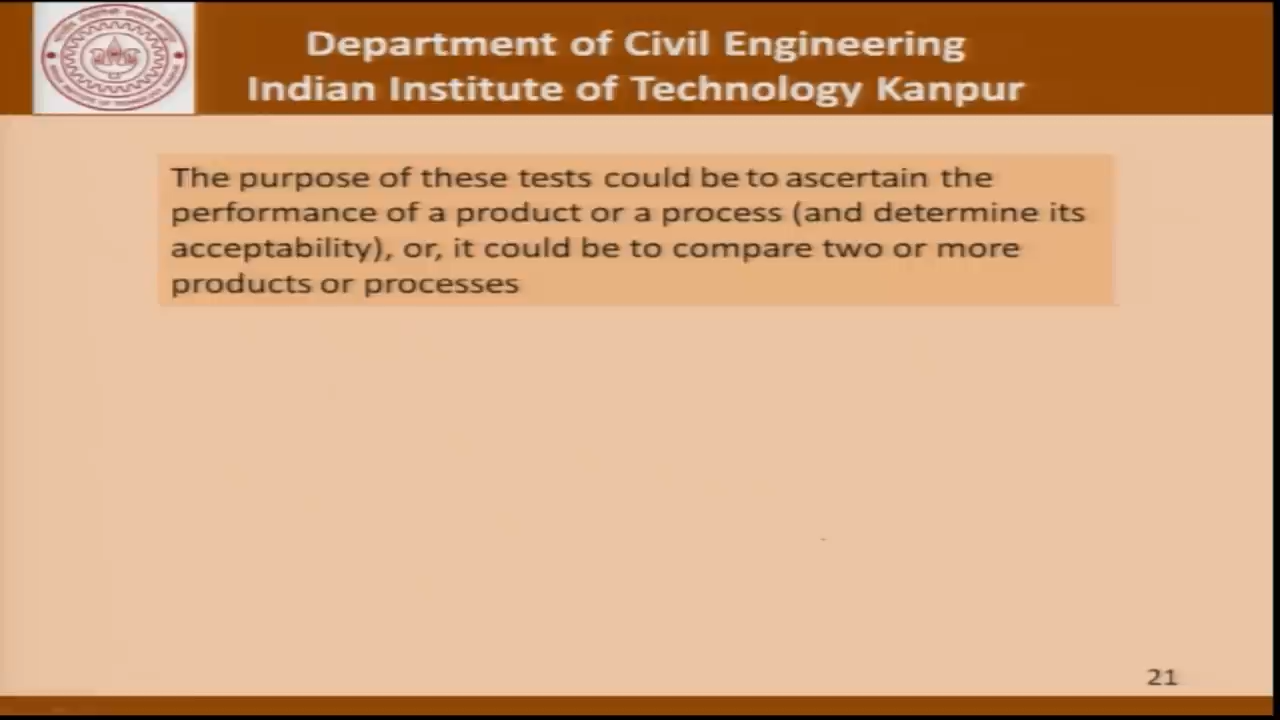 Department of Civil Engineering
Indian Institute of Technology Kanpur
The purpose of these tests could be to ascertain the
performance of a product or a process (and determine its
acceptability), or, it could be to compare two or more
products or processes
21